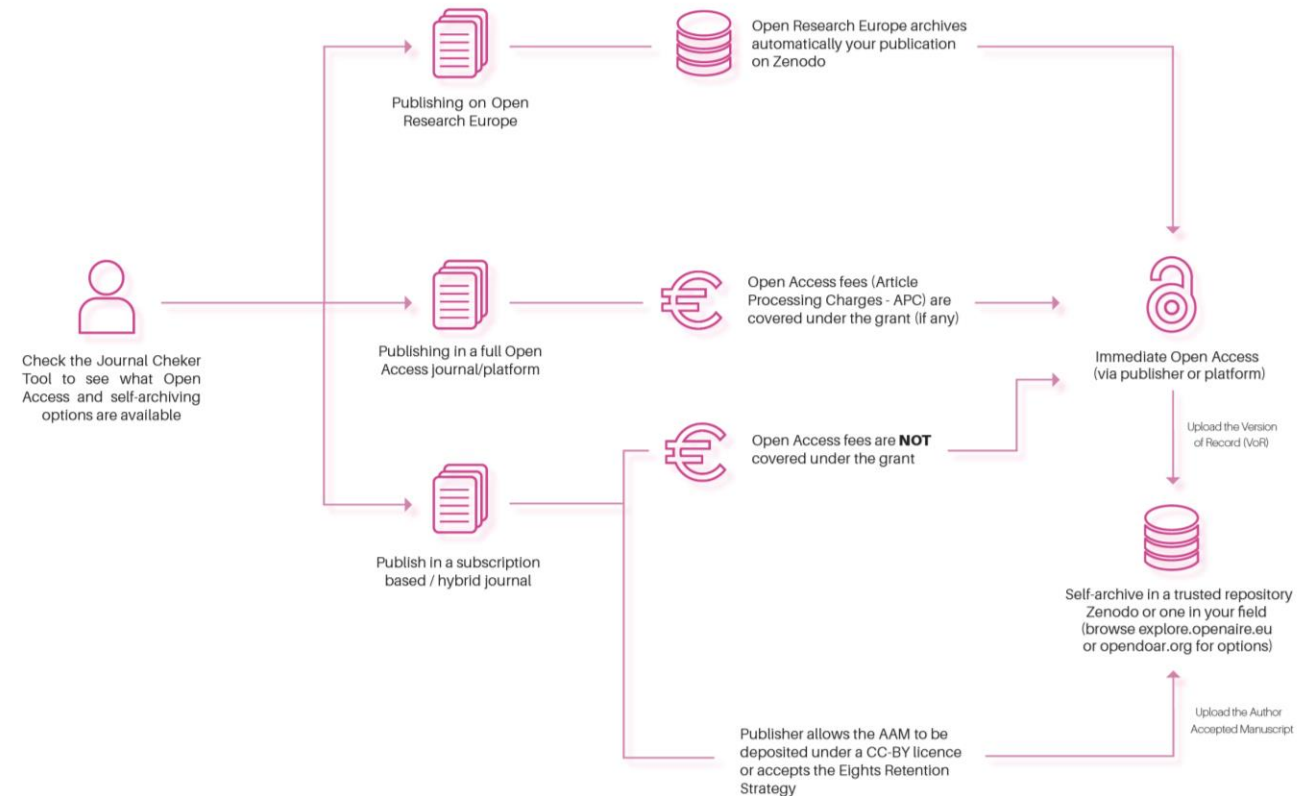 Open Research Europe archives
automatically your publication
on Zenodo
Publishing on Open
Research Europe
Check the Journal Cheker
Tool to see what Open
Access and self-archiving
options are available
Publishing in a full Open
Access journal/platform
Open Access fees (Article
Processing Charges - APC) are
covered under the grant (if any)
Immediate Open Access
(via publisher or platform)
Open Access fees are NOT
covered under the grant
Upload the Version
of Record (VoR)
Publish in a subscription
based / hybrid journal
Self-archive in a trusted repository
Zenodo or one in your field
(browse explore.openaire.eu
or opendoar.org for options)
Upload the Author
Accepted Manuscript
Publisher allows the AAM to be
deposited under a CC-BY licence
or accepts the Eights Retention
Strategy